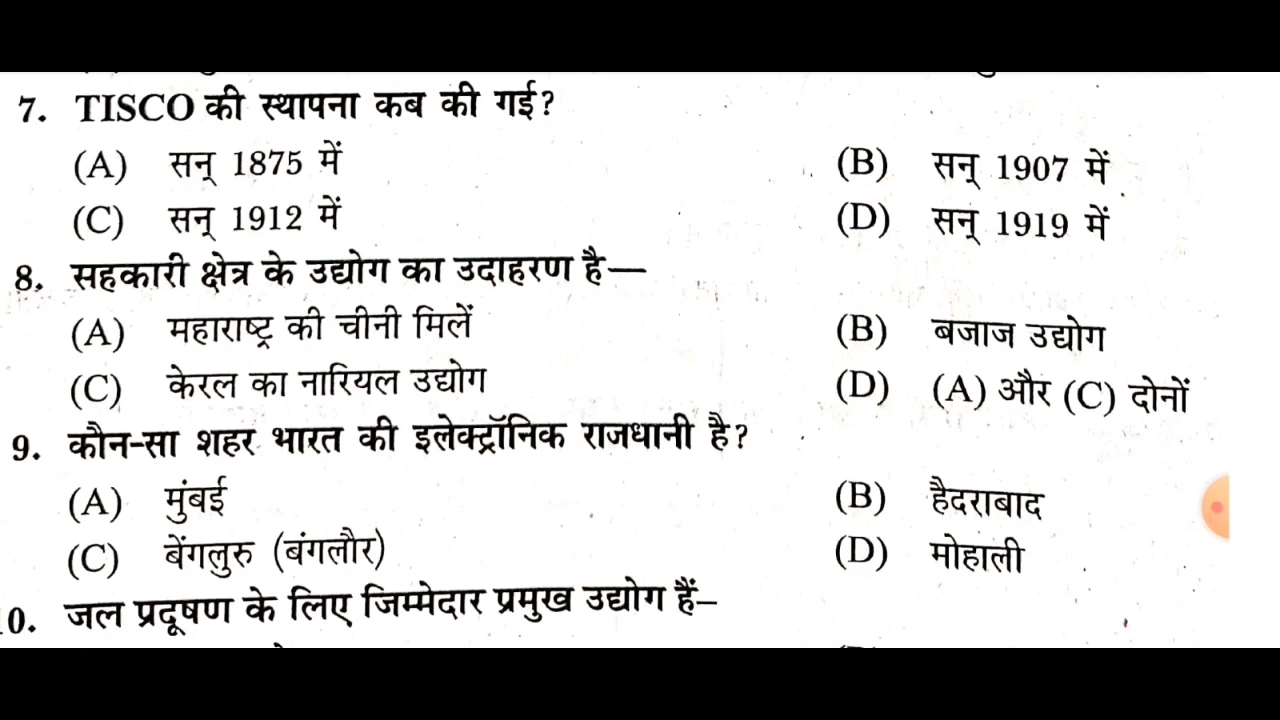 7. TISCO की स्थापना कब की गई?
(A) सन् 1875 में (B) सन् 1907 में
(C) सन् 1912 में (D) सन् 1919 में
8. सहकारी क्षेत्र के उद्योग का उदाहरण है—
(A) महाराष्ट्र की चीनी मिलें (B) बजाज उद्योग
(C) केरल का नारियल उद्योग (D) (A) और (C) दोनों
9. कौन-सा शहर भारत की इलेक्ट्रॉनिक राजधानी है?
(A) मुंबई (B) हैदराबाद
(C) बेंगलुरु (बंगलौर) (D) मोहाली
0. जल प्रदूषण के लिए जिम्मेदार प्रमुख उद्योग हैं–